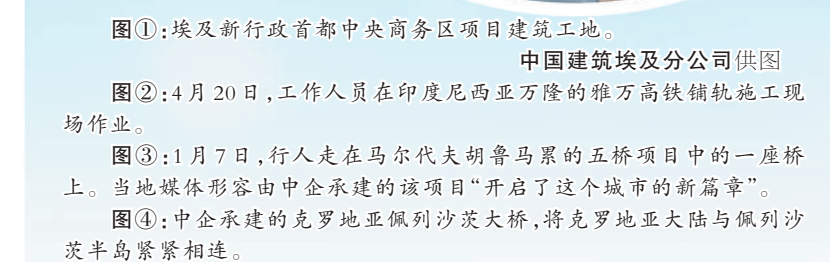 图①：埃及新行政首都中央商务区项目建筑工地。
中国建筑埃及分公司供图
图②：4月20日，工作人员在印度尼西亚万隆的雅万高铁铺轨施工现
场作业。
图③：1月7日，行人走在马尔代夫胡鲁马累的五桥项目中的一座桥
上。当地媒体形容由中企承建的该项目“开启了这个城市的新篇章”。
图④：中企承建的克罗地亚佩列沙茨大桥，将克罗地亚大陆与佩列沙
茨半岛紧紧相连。